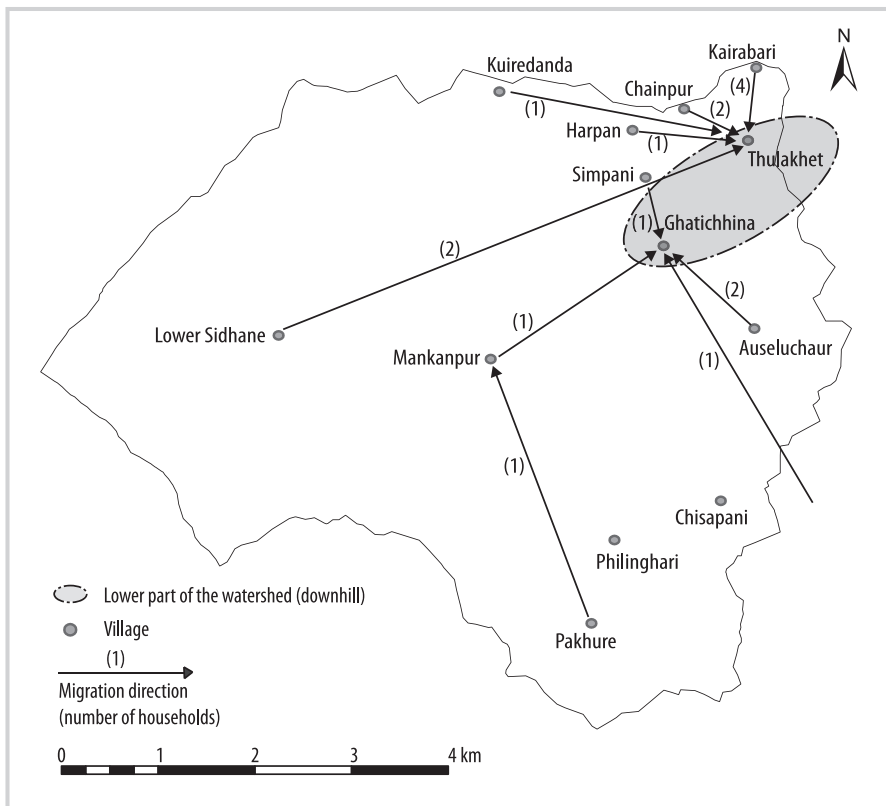 Kairabari
N
Kuiredanda
Chainpur
(4)
(1)
(2)
Harpan
(1)
Thulakhet
Simpani
(1)
Ghatichhina
(2)
(2)
Lower Sidhane
(1)
Auseluchaur
Mankanpur
(1)
(1)
Chisapani
Philinghari
Lower part of the watershed (downhill)
Village
Pakhure
(1)
Migration direction
(number of households)
0 1 2 3 4 km